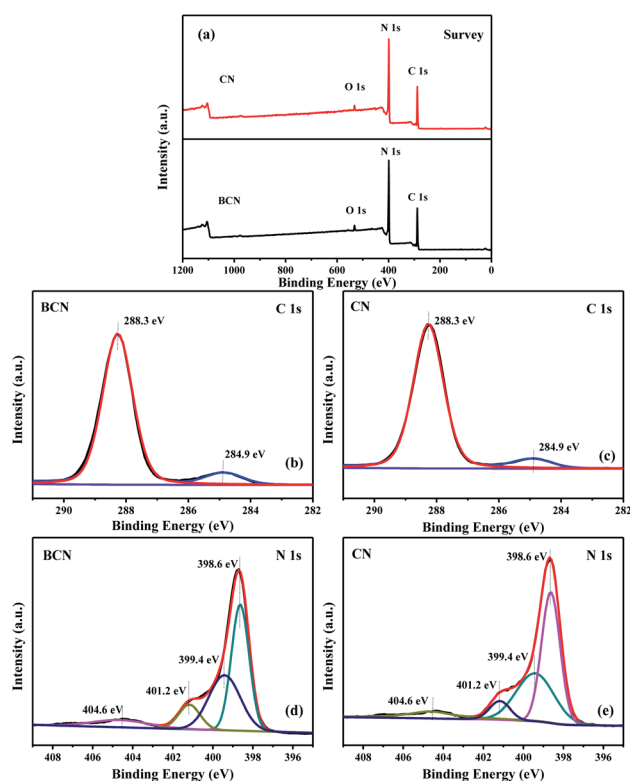 (a)
Survey
N 1s
CN
O 1s
C 1s
N 1s
BCN
O 1s
C 1s
Intensity (a.u.)
1200 1000 800 600 400 200 0
Binding Energy (eV)
BCN
C 1s
288.3 eV
284.9 eV
(b)
Intensity (a.u.)
290 288 286 284 282
Binding Energy (eV)
CN
C 1s
288.3 eV
284.9 eV
(c)
Intensity (a.u.)
290 288 286 284 282
Binding Energy (eV)
BCN
N 1s
398.6 eV
399.4 eV
401.2 eV
404.6 eV
(d)
Intensity (a.u.)
408 406 404 402 400 398 396
Binding Energy (eV)
CN
N 1s
398.6 eV
399.4 eV
401.2 eV
404.6 eV
(e)
Intensity (a.u.)
408 406 404 402 400 398 396
Binding Energy (eV)